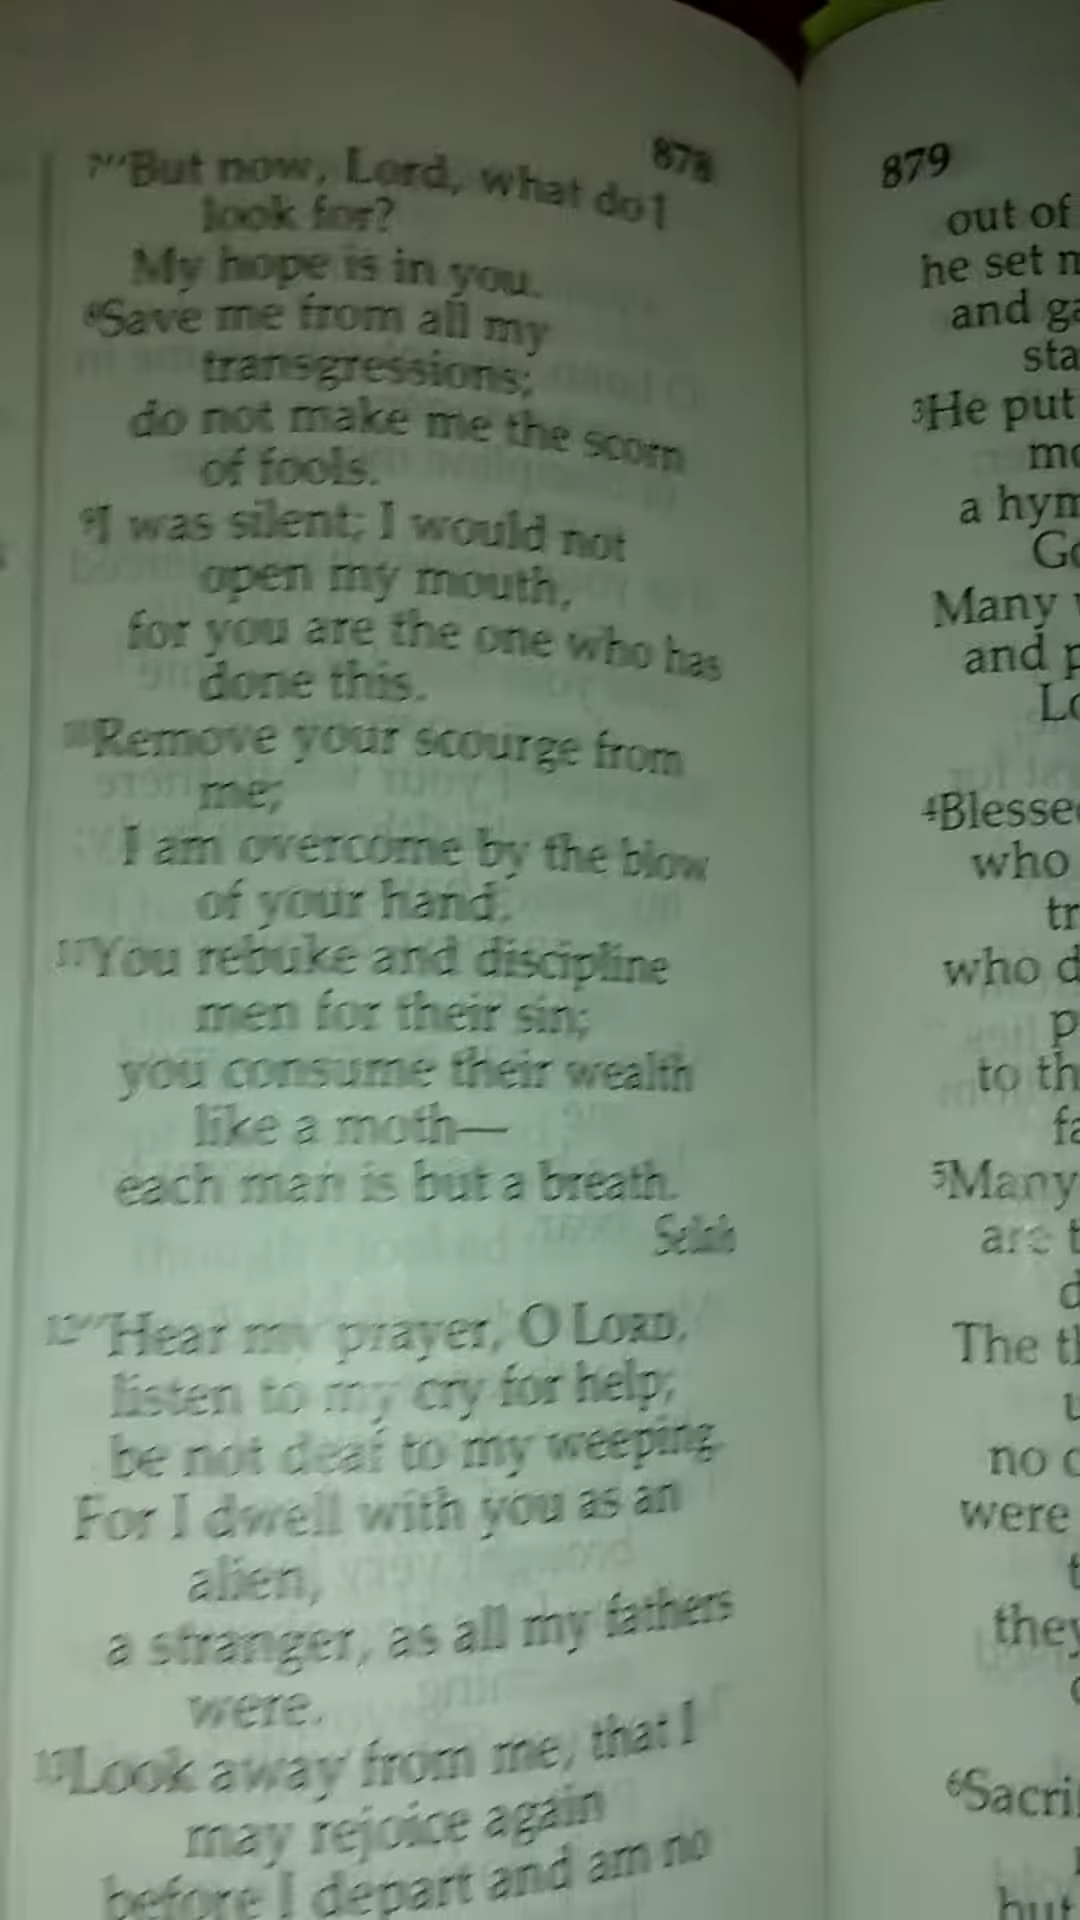 878
7"But now, Lord, what do I
look for?
My hope is in you.
8Save me from all my
transgressions;
do not make me the scorn
of fools.
9I was silent; I would not
open my mouth,
for you are the one who has
done this.
10Remove your scourge from
me;
I am overcome by the blow
of your hand.
11You rebuke and discipline
men for their sin;
you consume their wealth
like a moth—
each man is but a breath.
Selah
12"Hear my prayer, O LORD,
listen to my cry for help;
be not deaf to my weeping.
For I dwell with you as an
alien,
a stranger, as all my fathers
were.
13Look away from me, that I
may rejoice again
before I depart and am no
879
out of
he set
and
3He put
a hym
Many
and
4Blesse
who
who
to th
5Many
are
The
no
were
they
6Sacri
but